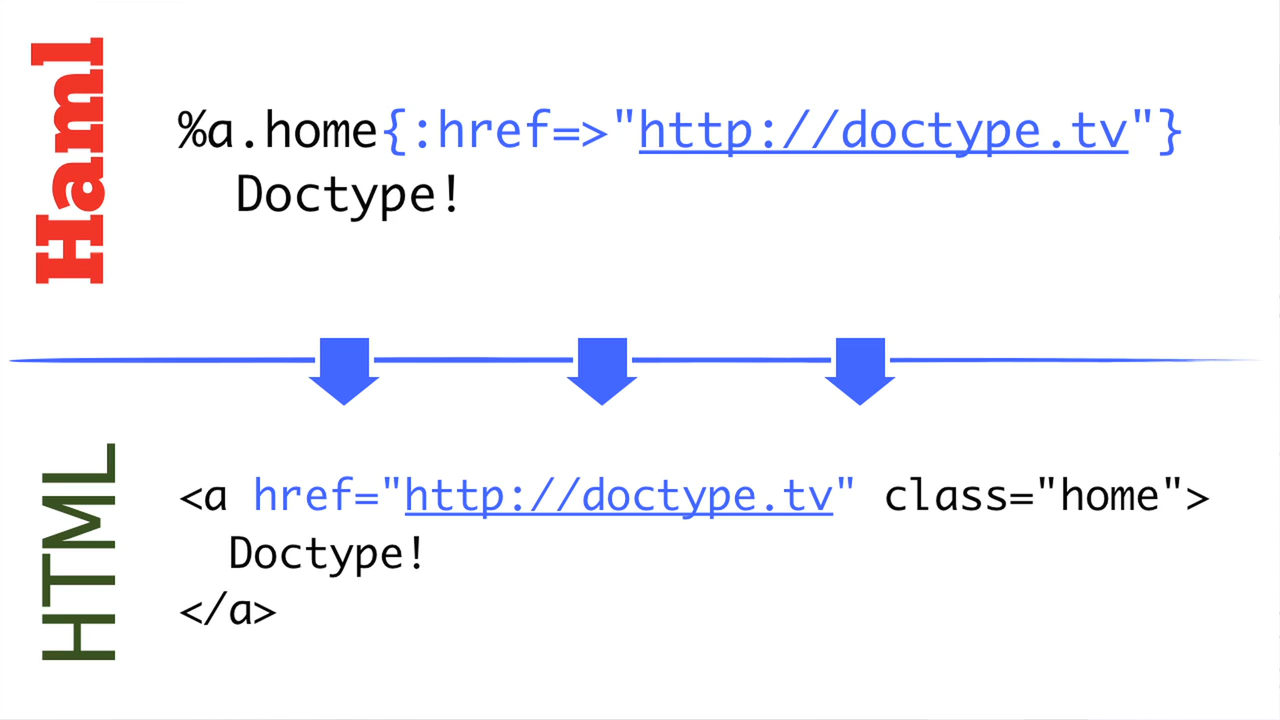 Haml
%a.home{:href=>"http://doctype.tv"}
Doctype!
HTML
<a href="http://doctype.tv" class="home">
Doctype!
</a>